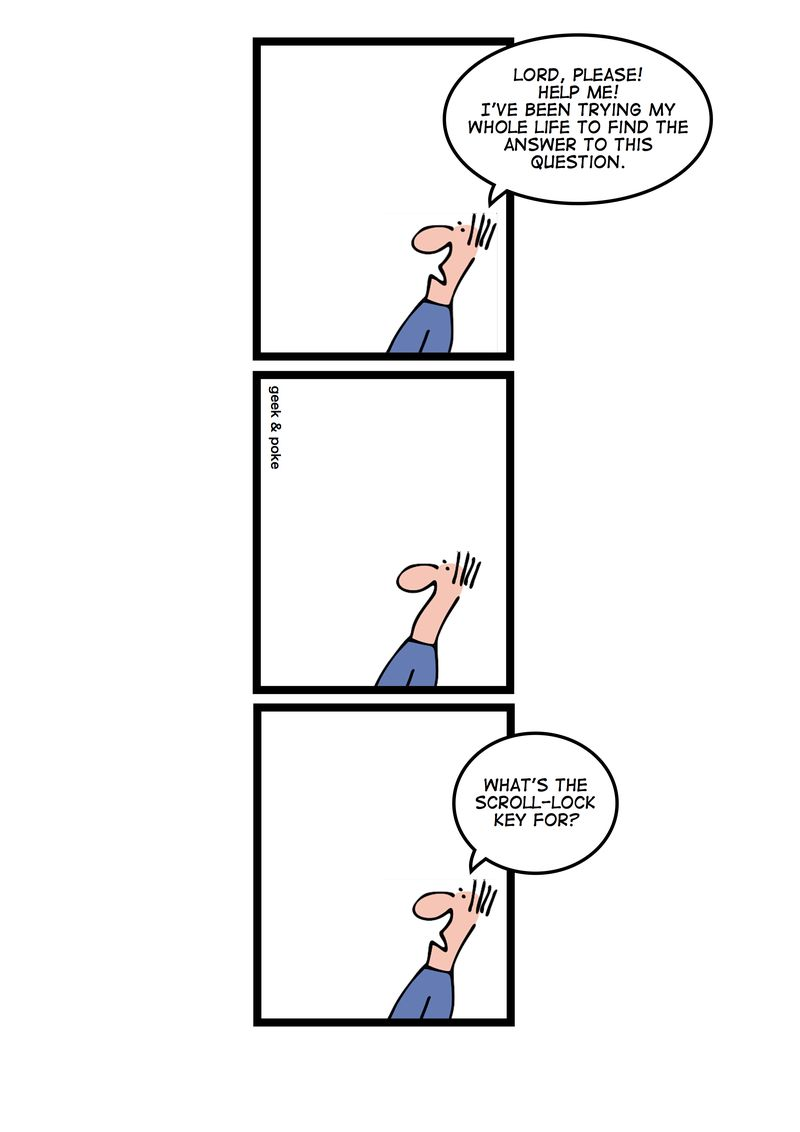 LORD, PLEASE!
HELP ME!
I'VE BEEN TRYING MY
WHOLE LIFE TO FIND THE
ANSWER TO THIS
QUESTION.
geek & poke
WHAT'S THE
SCROLL-LOCK
KEY FOR?